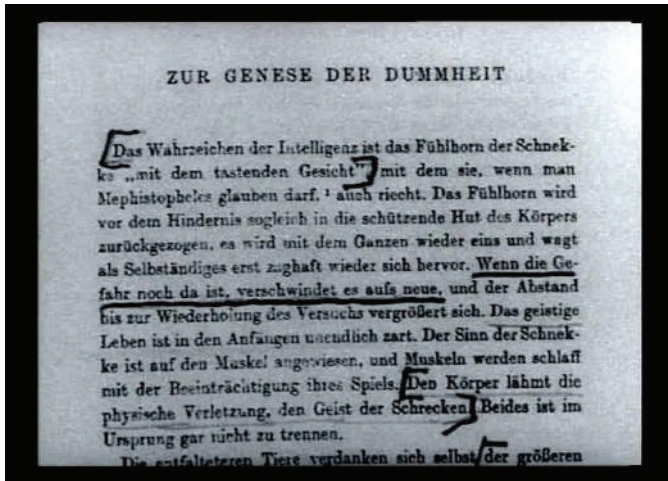 ZUR GENESE DER DUMMHEIT
Das Wahrzeichen der Intelligenz ist das Fühlhorn der Schnek-
ke „mit dem tastenden Gesicht“, mit dem sie, wenn man
Mephistopheles glauben darf, ¹ auch riecht. Das Fühlhorn wird
vor dem Hindernis sogleich in die schützende Hut des Körpers
zurückgezogen, es wird mit dem Ganzen wieder eins und wagt
als Selbständiges erst zaghaft wieder sich hervor. Wenn die Ge-
fahr noch da ist, verschwindet es aufs neue, und der Abstand
bis zur Wiederholung des Versuchs vergrößert sich. Das geistige
Leben ist in den Anfängen unendlich zart. Der Sinn der Schnek-
ke ist auf den Muskel angewiesen, und Muskeln werden schlaff
mit der Beeinträchtigung ihres Spiels. Den Körper lähmt die
physische Verletzung, den Geist der Schrecken. Beides ist im
Ursprung gar nicht zu trennen.
Die entfalteteren Tiere verdanken sich selbst der größeren